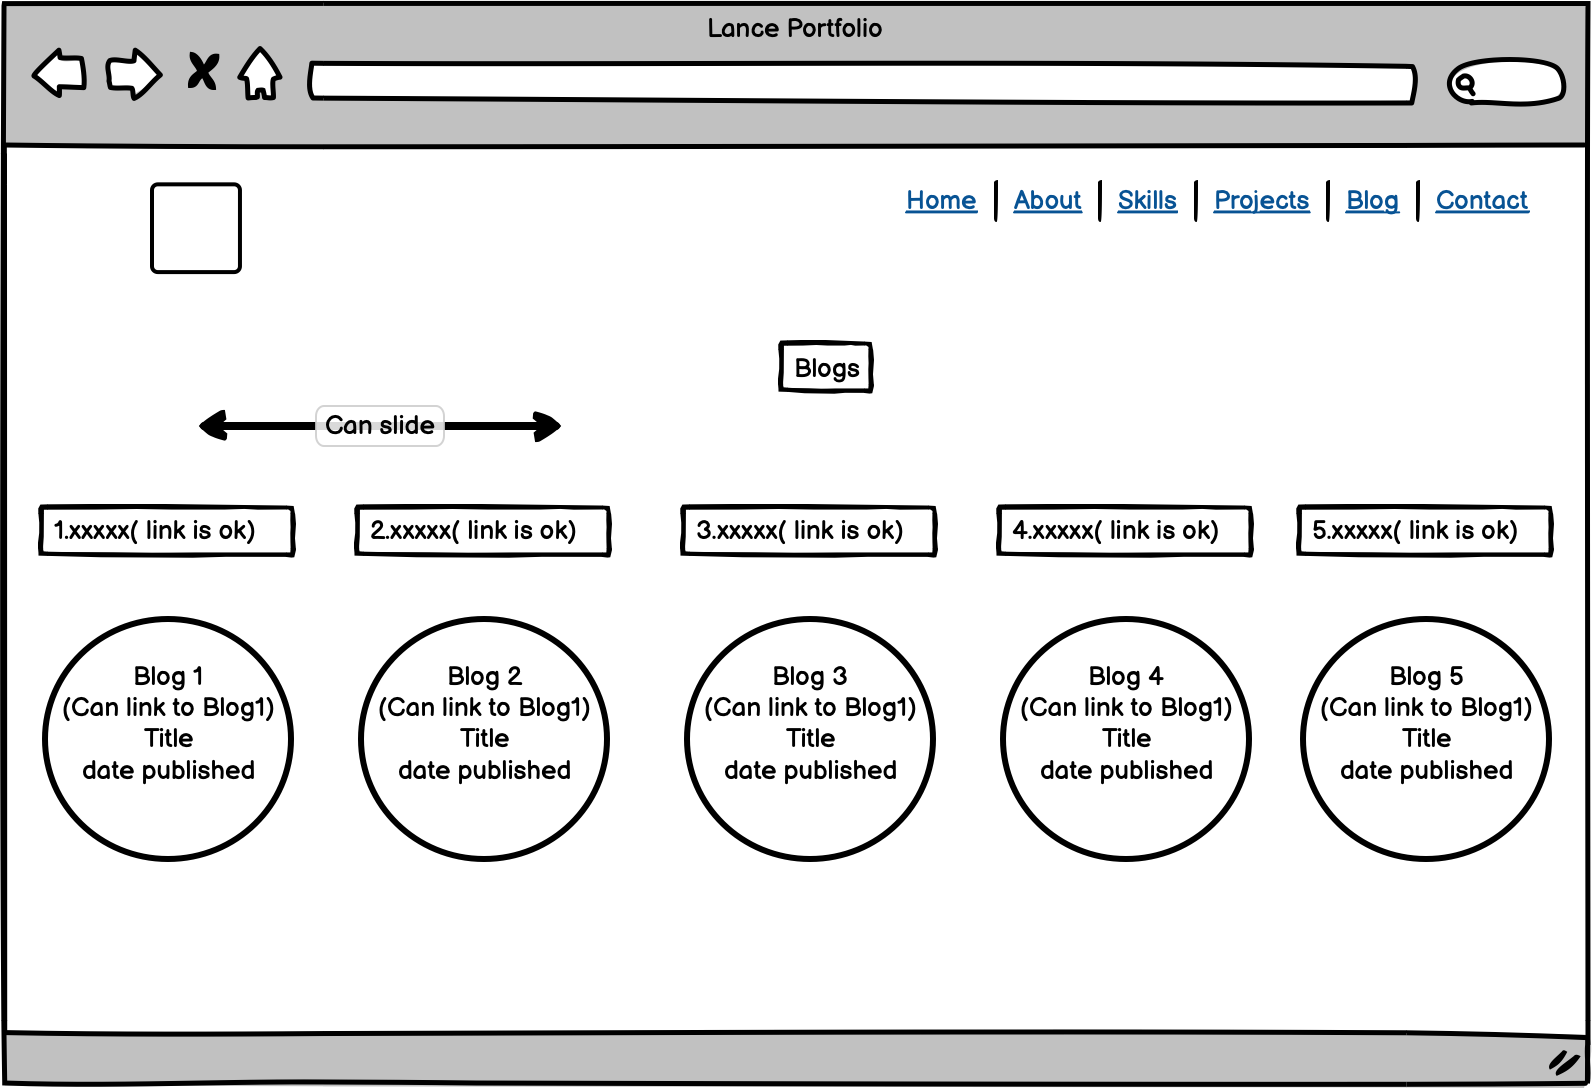 Lance Portfolio
Home | About | Skills | Projects | Blog | Contact
Blogs
Can slide
1.xxxxx( link is ok)
2.xxxxx( link is ok)
3.xxxxx( link is ok)
4.xxxxx( link is ok)
5.xxxxx( link is ok)
Blog 1
(Can link to Blog1)
Title
date published
Blog 2
(Can link to Blog1)
Title
date published
Blog 3
(Can link to Blog1)
Title
date published
Blog 4
(Can link to Blog1)
Title
date published
Blog 5
(Can link to Blog1)
Title
date published